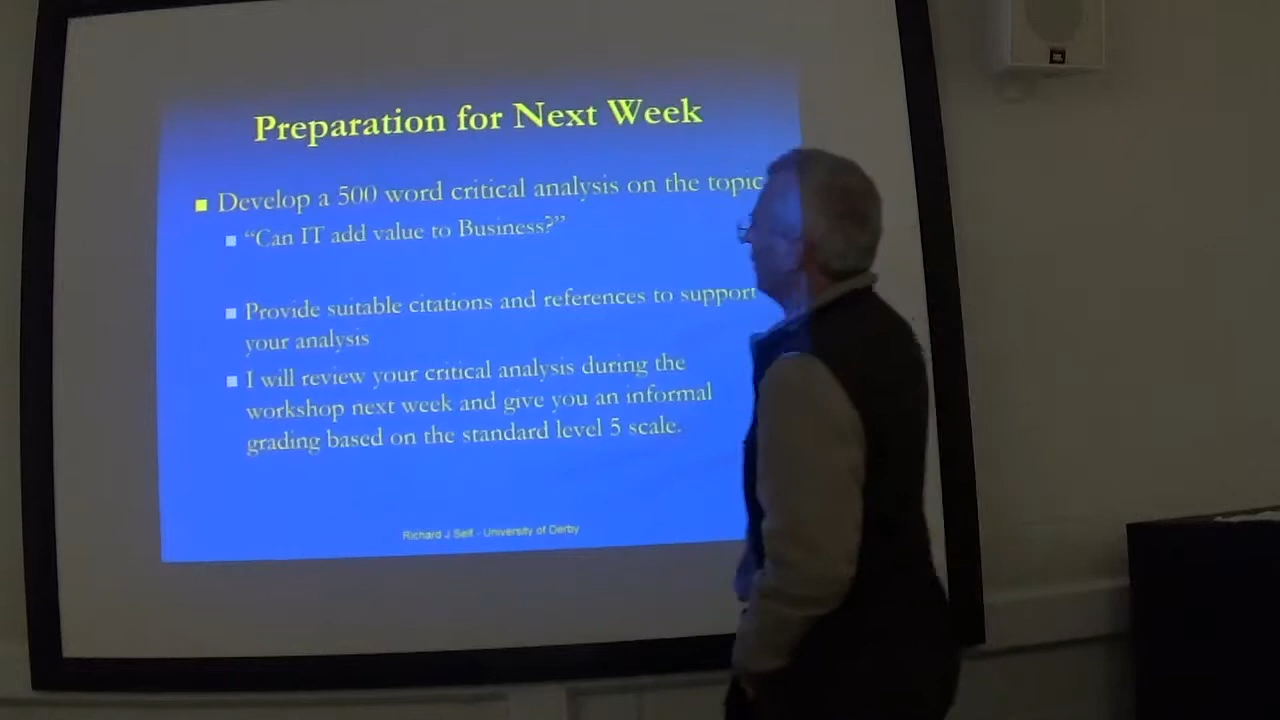 Preparation for Next Week
■ Develop a 500 word critical analysis on the topic
■ “Can IT add value to Business?”
■ Provide suitable citations and references to support
your analysis
■ I will review your critical analysis during the
workshop next week and give you an informal
grading based on the standard level 5 scale.
Richard J Self - University of Derby
JBL